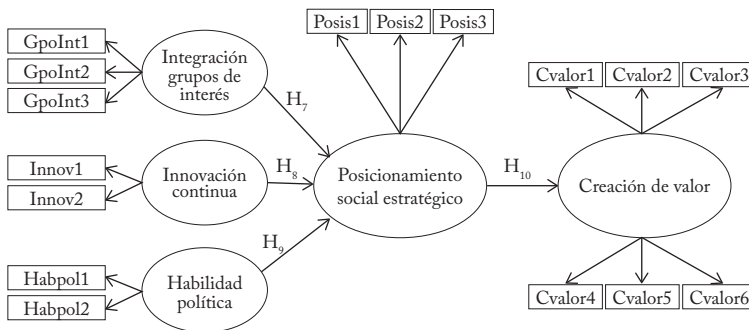 Posis1 Posis2 Posis3
GpoInt1
GpoInt2
GpoInt3
Integración
grupos de
interés
H7
Cvalor1 Cvalor2 Cvalor3
Innov1
Innov2
Innovación
continua
H8
Posicionamiento
social estratégico
H10
Creación de valor
H9
Habpol1
Habpol2
Habilidad
política
Cvalor4 Cvalor5 Cvalor6